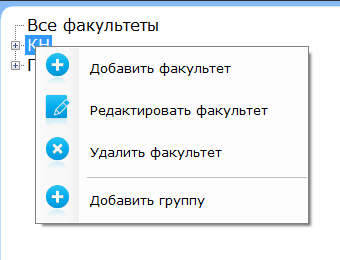 Все факультеты
КН
Добавить факультет
Редактировать факультет
Удалить факультет
Добавить группу